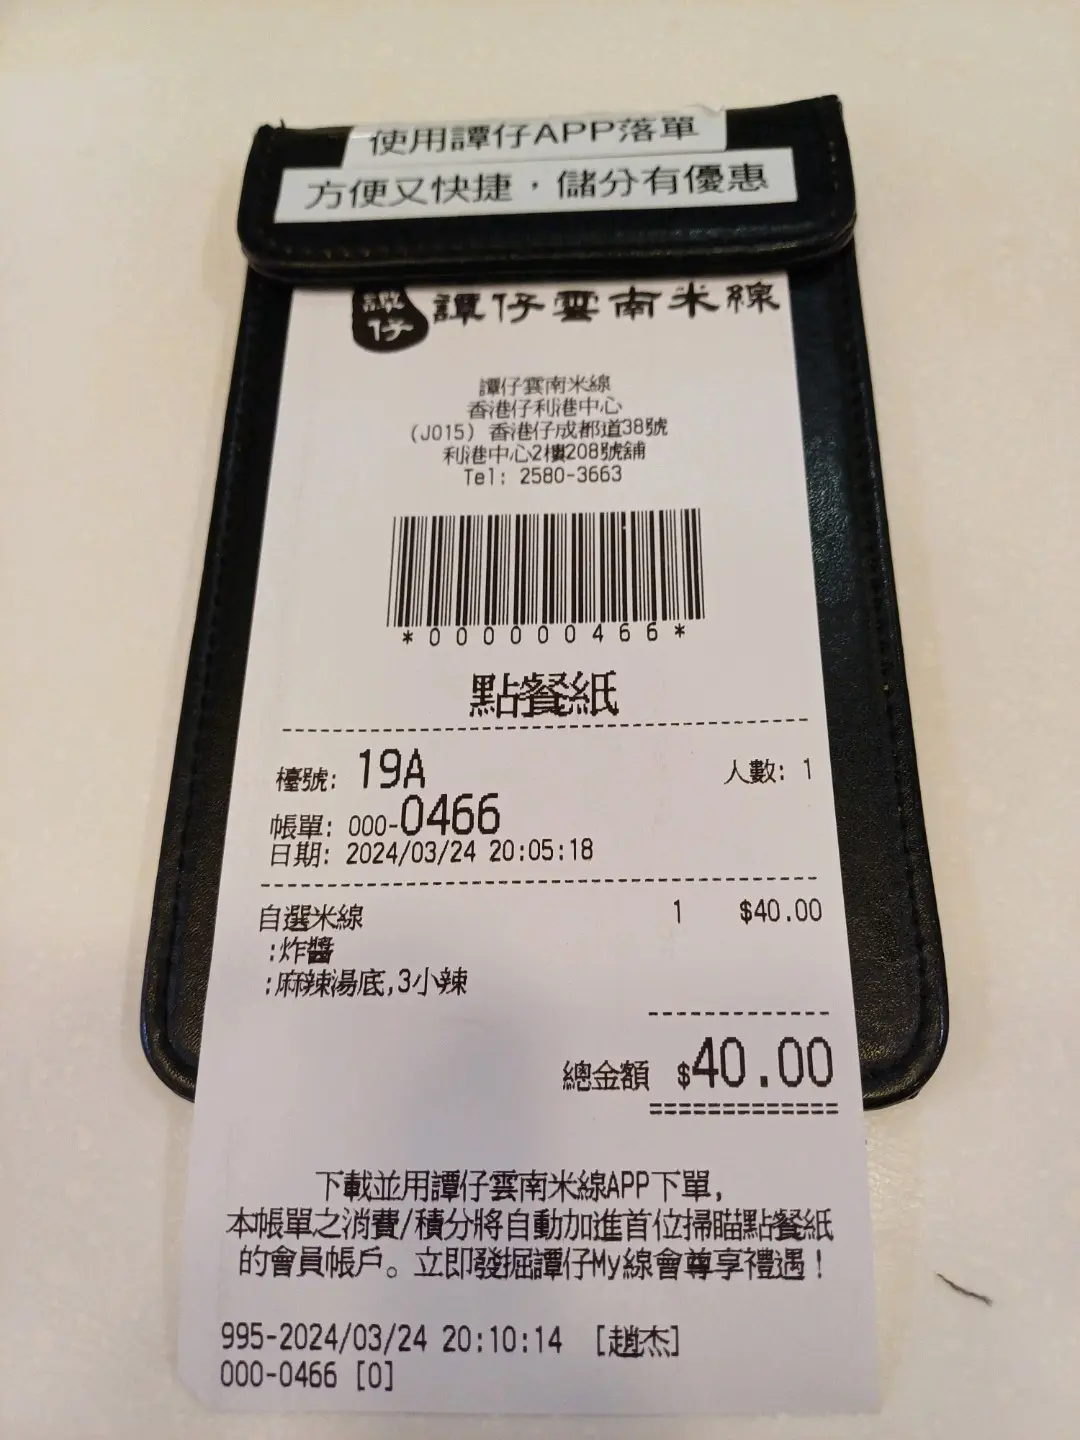 使用譚仔APP落單
方便又快捷，儲分有優惠
譚仔 譚仔雲南米線
譚仔雲南米線
香港仔利港中心
(J015) 香港仔成都道38號
利港中心2樓208號舖
Tel: 2580-3663
*000000466*
點餐紙
檯號: 19A 人數: 1
帳單: 000-0466
日期: 2024/03/24 20:05:18
自選米線 1 $40.00
:炸醬
:麻辣湯底,3小辣
總金額 $40.00
下載並用譚仔雲南米線APP下單,
本帳單之消費/積分將自動加進首位掃瞄點餐紙
的會員帳戶。立即發掘譚仔My線會尊享禮遇！
995-2024/03/24 20:10:14 [趙杰]
000-0466 [0]